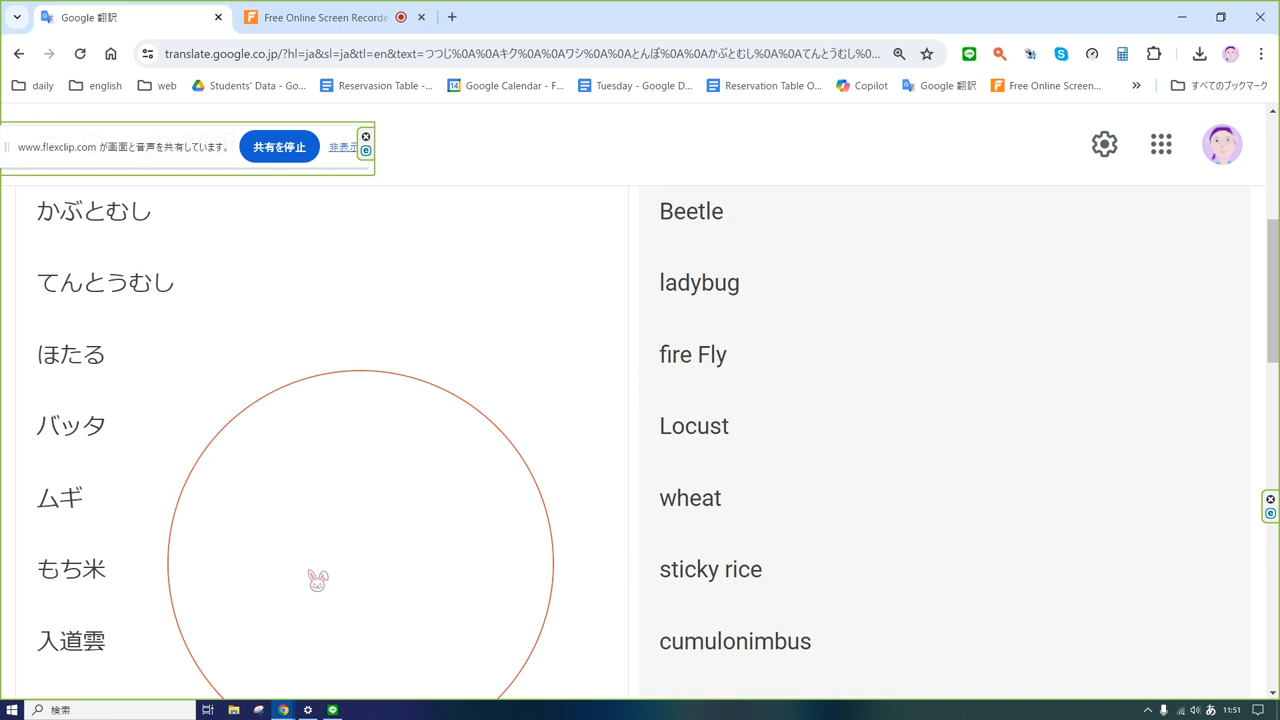 Google 翻訳
Free Online Screen Recorde
translate.google.co.jp/?hl=ja&sl=ja&tl=en&text=つつじ%0A%0Aキク%0A%0Aワシ%0A%0Aとんぼ%0A%0Aかぶとむし%0A%0Aてんとうむし%0...
daily
english
web
Students' Data - Go...
Reservasion Table -...
Google Calendar - F...
Tuesday - Google D...
Reservation Table O...
Copilot
Google 翻訳
Free Online Screen...
すべてのブックマーク
www.flexclip.com が画面と音声を共有しています。
共有を停止
非表示
かぶとむし
Beetle
てんとうむし
ladybug
ほたる
fire Fly
バッタ
Locust
ムギ
wheat
もち米
sticky rice
入道雲
cumulonimbus
検索
あ
11:51